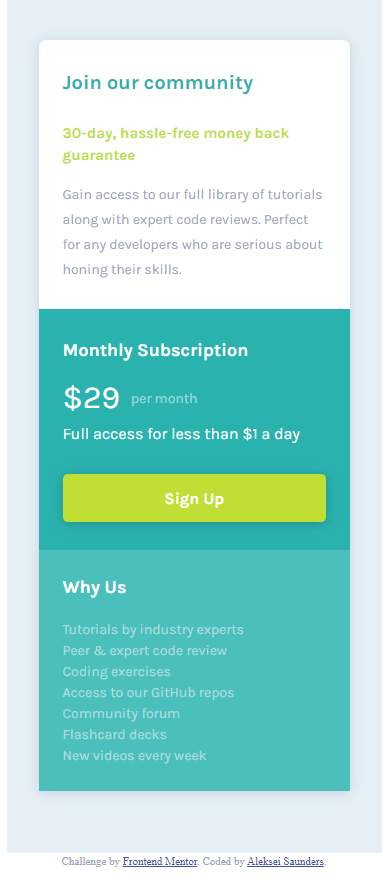 Join our community
30-day, hassle-free money back
guarantee
Gain access to our full library of tutorials
along with expert code reviews. Perfect
for any developers who are serious about
honing their skills.
Monthly Subscription
$29 per month
Full access for less than $1 a day
Sign Up
Why Us
Tutorials by industry experts
Peer & expert code review
Coding exercises
Access to our GitHub repos
Community forum
Flashcard decks
New videos every week
Challenge by Frontend Mentor. Coded by Aleksei Saunders.